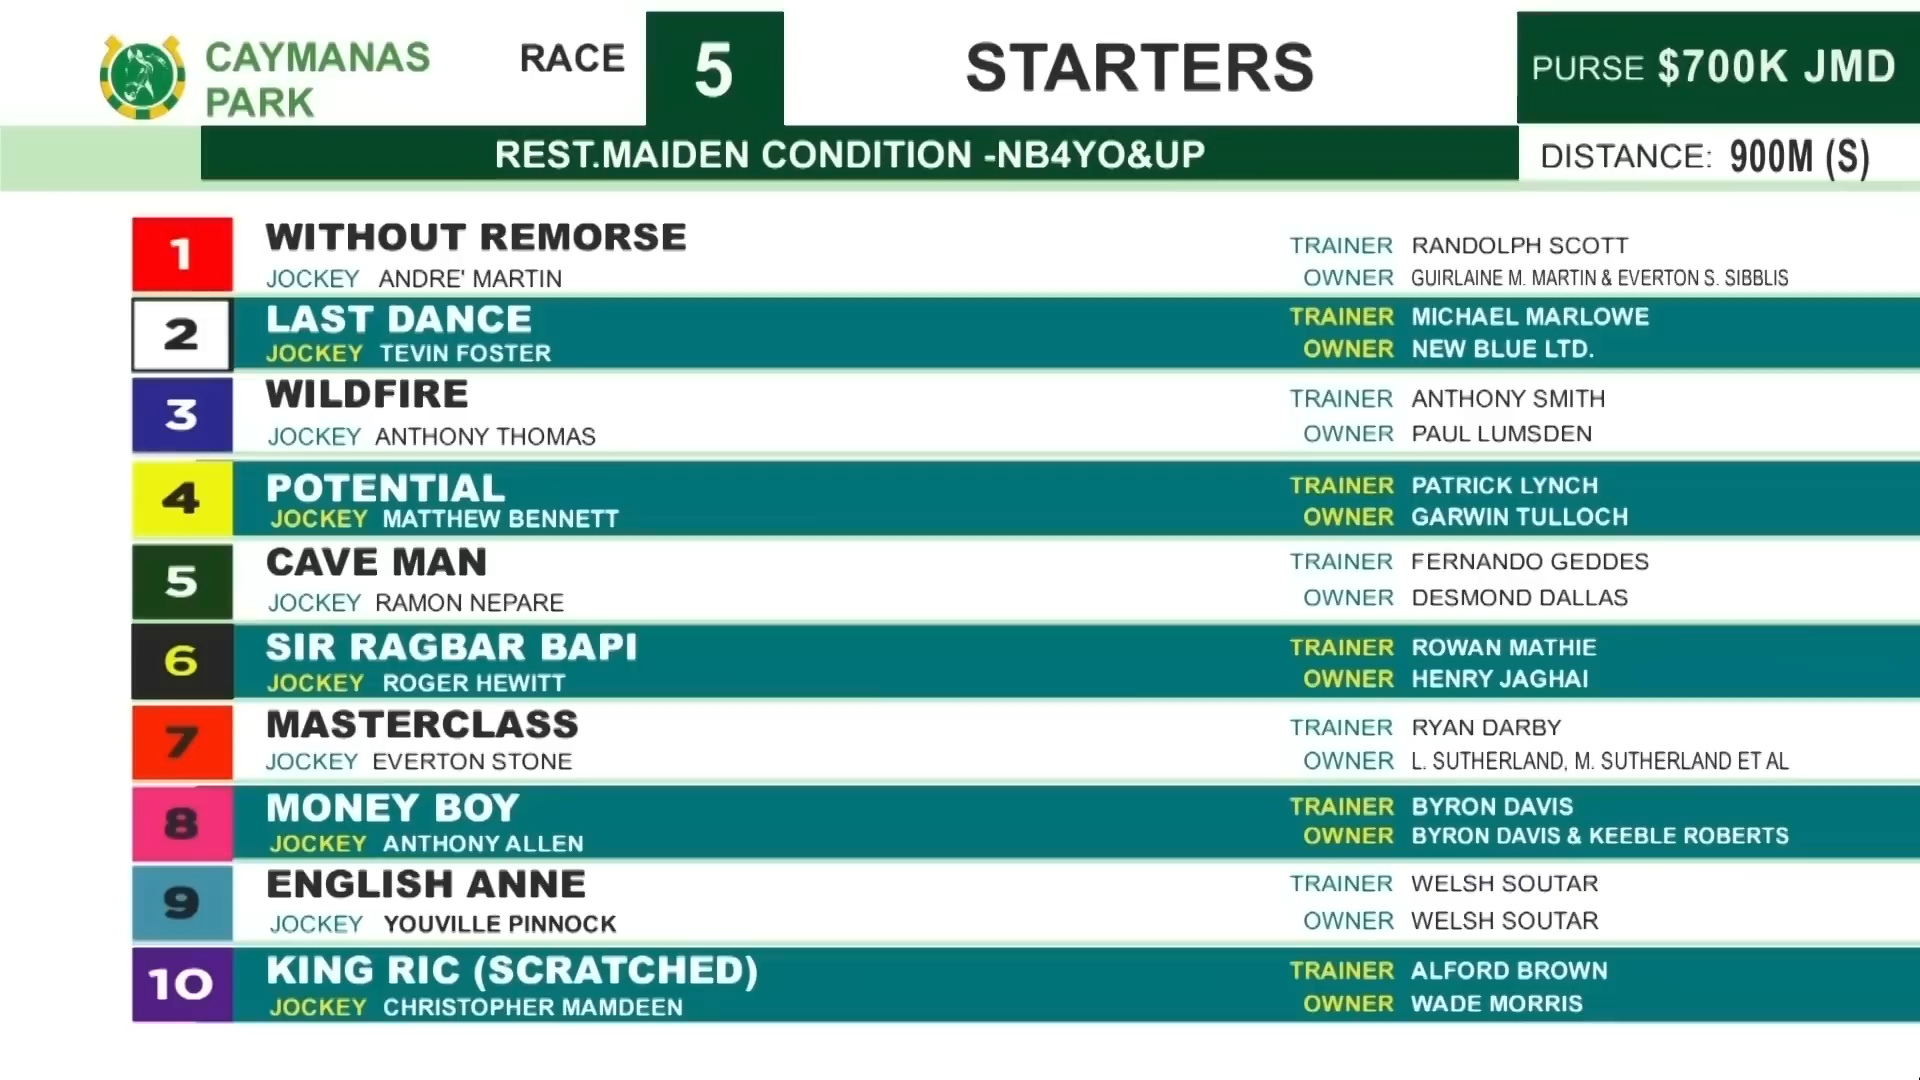 CAYMANAS PARK
RACE 5
STARTERS
PURSE $700K JMD
REST.MAIDEN CONDITION -NB4YO&UP
DISTANCE: 900M (S)
1 WITHOUT REMORSE
JOCKEY ANDRE' MARTIN
TRAINER RANDOLPH SCOTT
OWNER GUIRLAINE M. MARTIN & EVERTON S. SIBBLIS
2 LAST DANCE
JOCKEY TEVIN FOSTER
TRAINER MICHAEL MARLOWE
OWNER NEW BLUE LTD.
3 WILDFIRE
JOCKEY ANTHONY THOMAS
TRAINER ANTHONY SMITH
OWNER PAUL LUMSDEN
4 POTENTIAL
JOCKEY MATTHEW BENNETT
TRAINER PATRICK LYNCH
OWNER GARWIN TULLOCH
5 CAVE MAN
JOCKEY RAMON NEPARE
TRAINER FERNANDO GEDDES
OWNER DESMOND DALLAS
6 SIR RAGBAR BAPI
JOCKEY ROGER HEWITT
TRAINER ROWAN MATHIE
OWNER HENRY JAGHAI
7 MASTERCLASS
JOCKEY EVERTON STONE
TRAINER RYAN DARBY
OWNER L. SUTHERLAND, M. SUTHERLAND ET AL
8 MONEY BOY
JOCKEY ANTHONY ALLEN
TRAINER BYRON DAVIS
OWNER BYRON DAVIS & KEEBLE ROBERTS
9 ENGLISH ANNE
JOCKEY YOUVILLE PINNOCK
TRAINER WELSH SOUTAR
OWNER WELSH SOUTAR
10 KING RIC (SCRATCHED)
JOCKEY CHRISTOPHER MAMDEEN
TRAINER ALFORD BROWN
OWNER WADE MORRIS